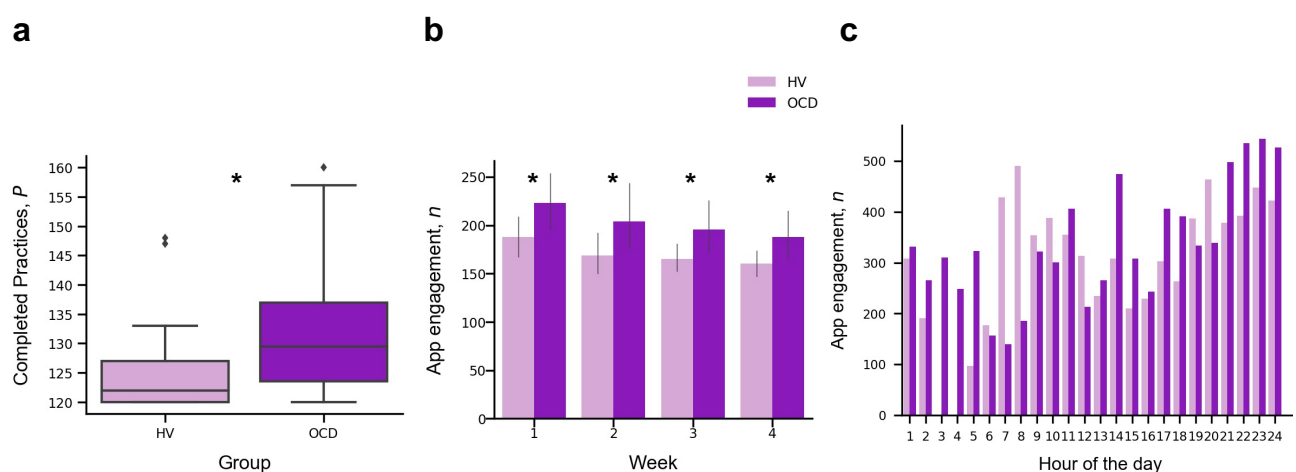 a
b
c
HV
OCD
Completed Practices, P
160
155
150
145
140
135
130
125
120
*
HV
OCD
Group
App engagement, n
250
200
150
100
50
0
* * * *
1 2 3 4
Week
App engagement, n
500
400
300
200
100
0
1 2 3 4 5 6 7 8 9 10 11 12 13 14 15 16 17 18 19 20 21 22 23 24
Hour of the day